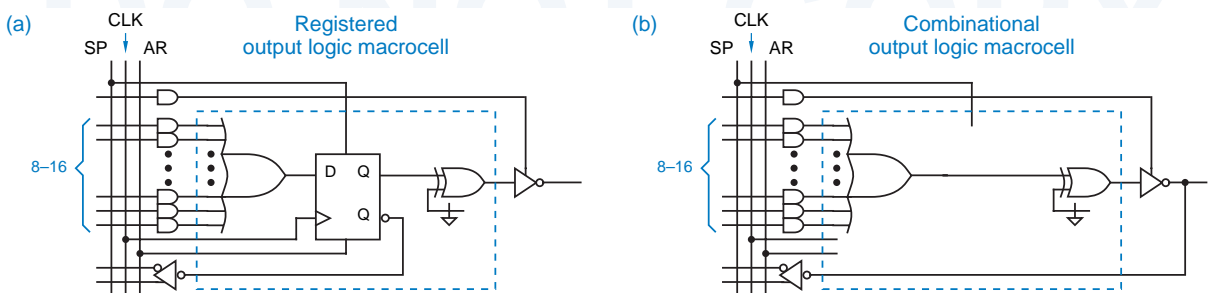 (a)
Registered
output logic macrocell
CLK
SP
AR
8–16
D
Q
Q
(b)
Combinational
output logic macrocell
CLK
SP
AR
8–16